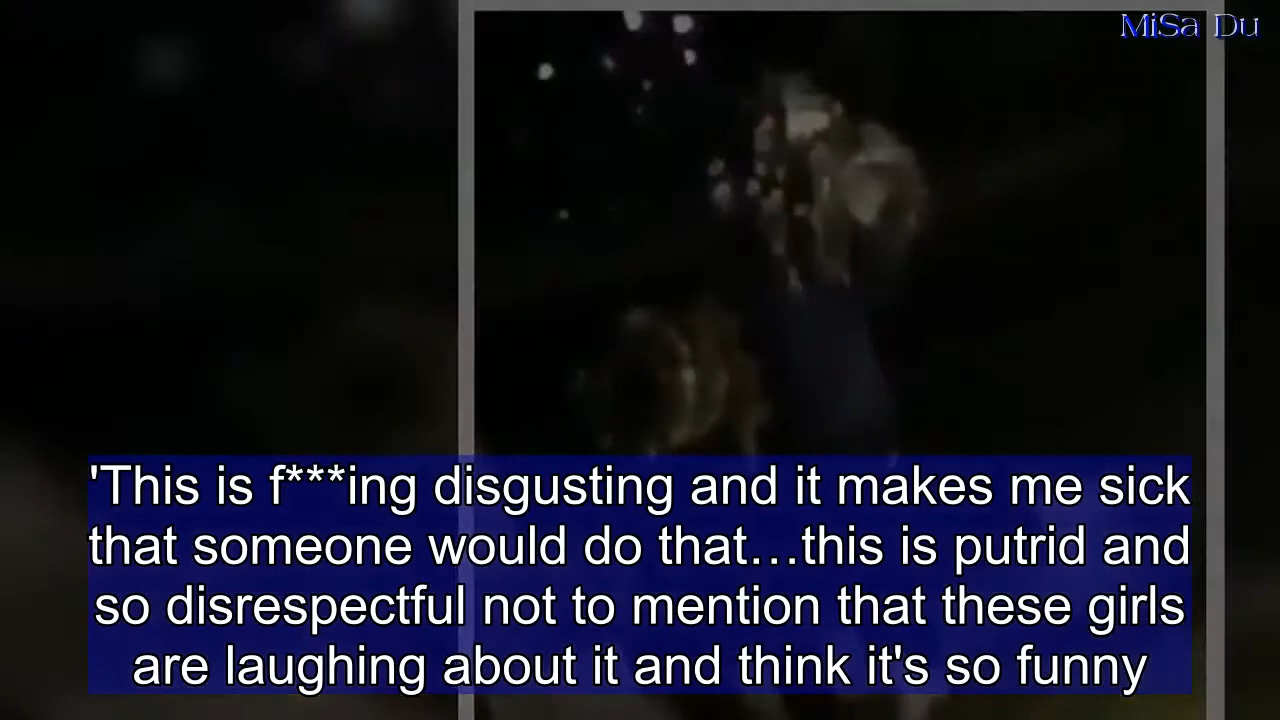 MiSa Du
'This is f***ing disgusting and it makes me sick
that someone would do that…this is putrid and
so disrespectful not to mention that these girls
are laughing about it and think it's so funny